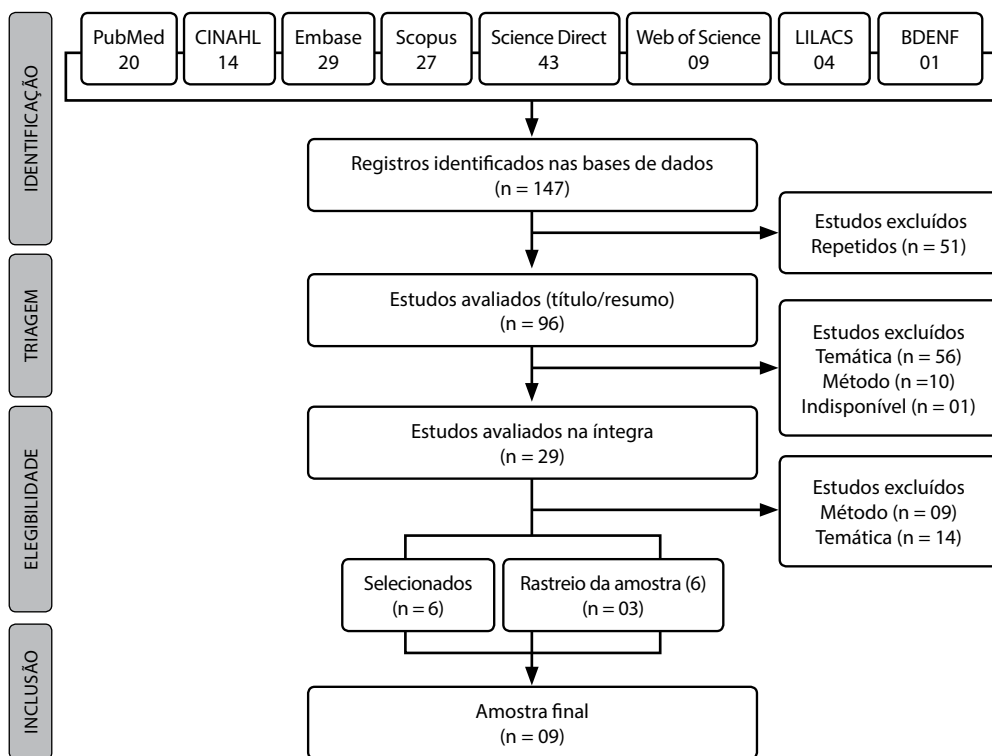 IDENTIFICAÇÃO
PubMed
20
CINAHL
14
Embase
29
Scopus
27
Science Direct
43
Web of Science
09
LILACS
04
BDENF
01
Registros identificados nas bases de dados
(n = 147)
Estudos excluídos
Repetidos (n = 51)
TRIAGEM
Estudos avaliados (título/resumo)
(n = 96)
Estudos excluídos
Temática (n = 56)
Método (n =10)
Indisponível (n = 01)
ELEGIBILIDADE
Estudos avaliados na íntegra
(n = 29)
Estudos excluídos
Método (n = 09)
Temática (n = 14)
Selecionados
(n = 6)
Rastreio da amostra (6)
(n = 03)
INCLUSÃO
Amostra final
(n = 09)